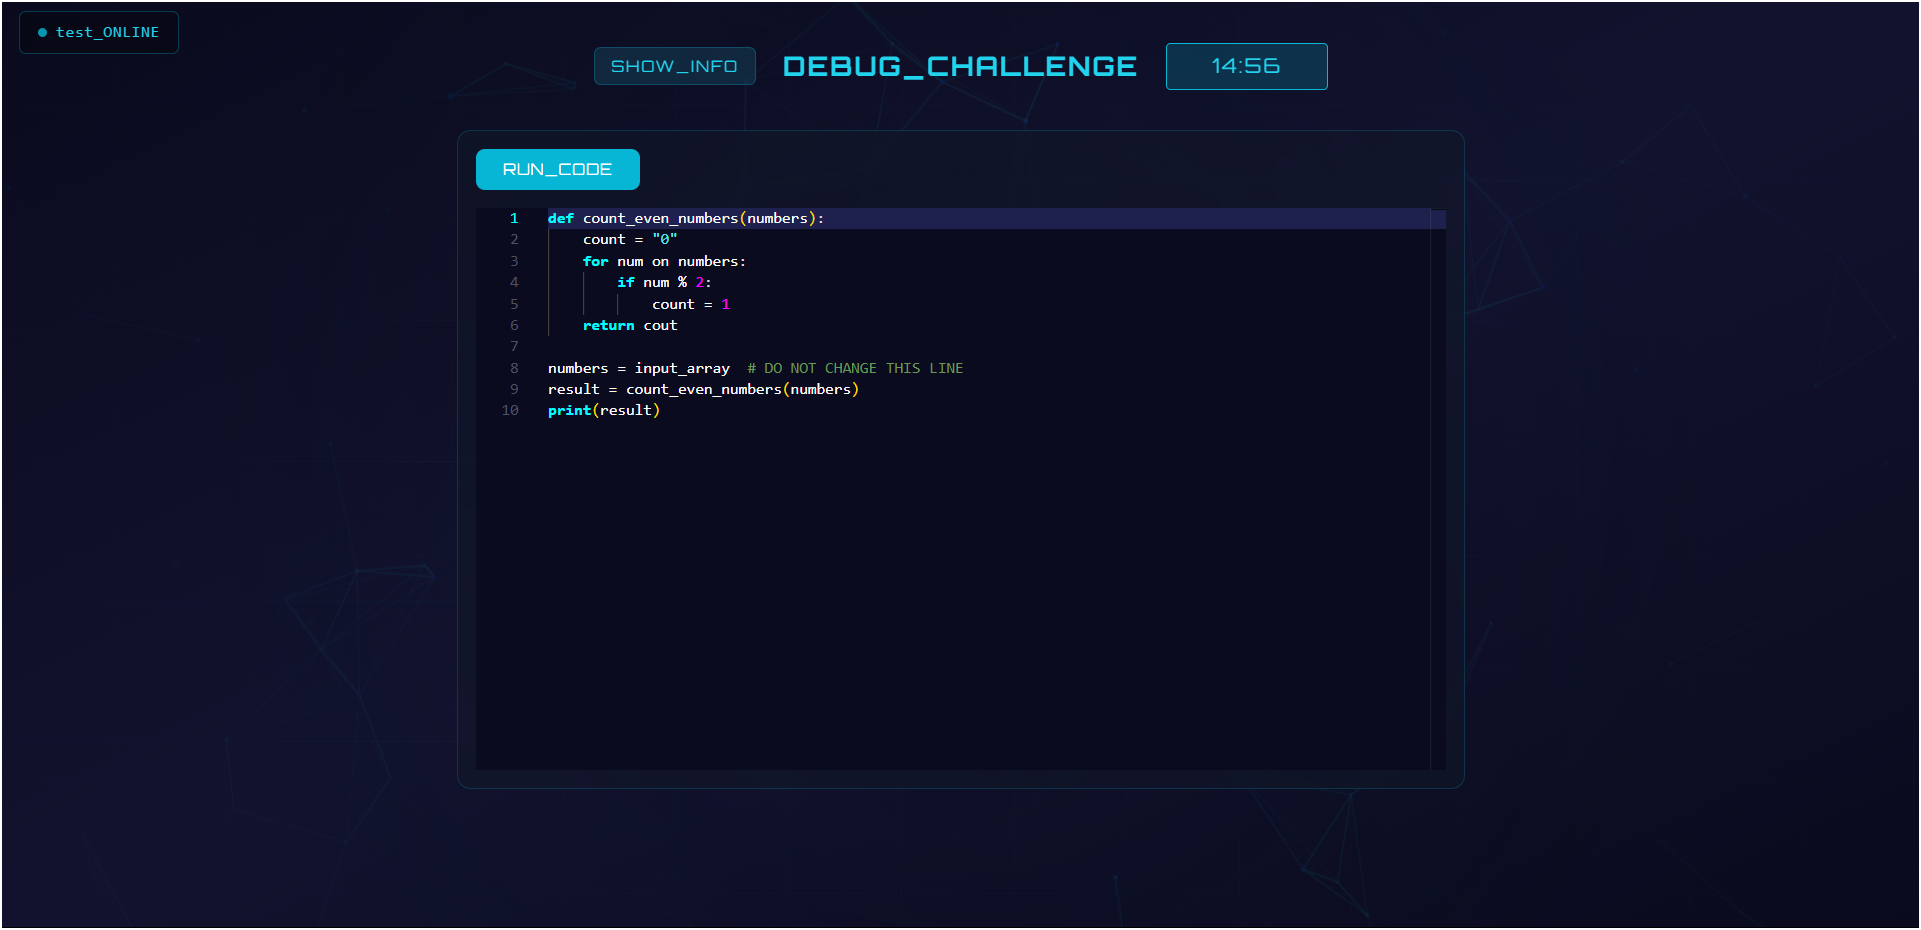 test_ONLINE
SHOW_INFO DEBUG_CHALLENGE 14:56
RUN_CODE
1 def count_even_numbers(numbers):
2     count = "0"
3     for num on numbers:
4         if num % 2:
5             count = 1
6     return cout
7
8 numbers = input_array  # DO NOT CHANGE THIS LINE
9 result = count_even_numbers(numbers)
10 print(result)